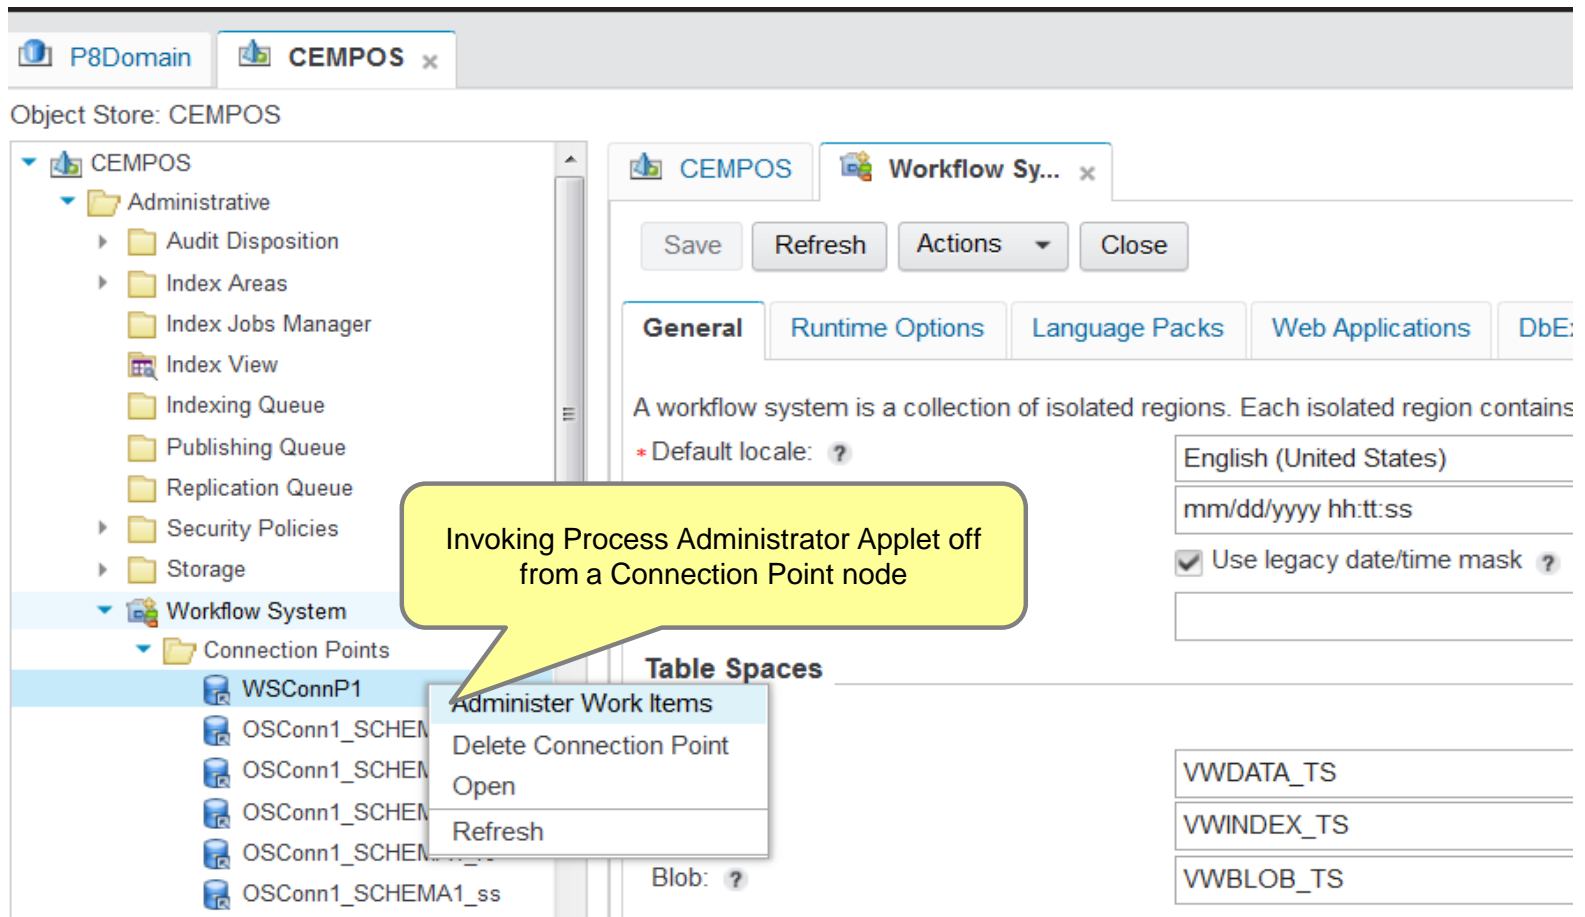 P8Domain
CEMPOS
Object Store: CEMPOS
CEMPOS
Administrative
Audit Disposition
Index Areas
Index Jobs Manager
Index View
Indexing Queue
Publishing Queue
Replication Queue
Security Policies
Storage
Workflow System
Connection Points
WSConnP1
OSConn1_SCHEM
OSConn1_SCHEM
OSConn1_SCHEM
OSConn1_SCHEM
OSConn1_SCHEMA1_ss
Invoking Process Administrator Applet off
from a Connection Point node
Administer Work Items
Delete Connection Point
Open
Refresh
CEMPOS
Workflow Sy...
Save Refresh Actions Close
General Runtime Options Language Packs Web Applications DbEx
A workflow system is a collection of isolated regions. Each isolated region contains
* Default locale: ?
English (United States)
mm/dd/yyyy hh:tt:ss
Use legacy date/time mask ?
Table Spaces
VWDATA_TS
VWINDEX_TS
Blob: ?
VWBLOB_TS